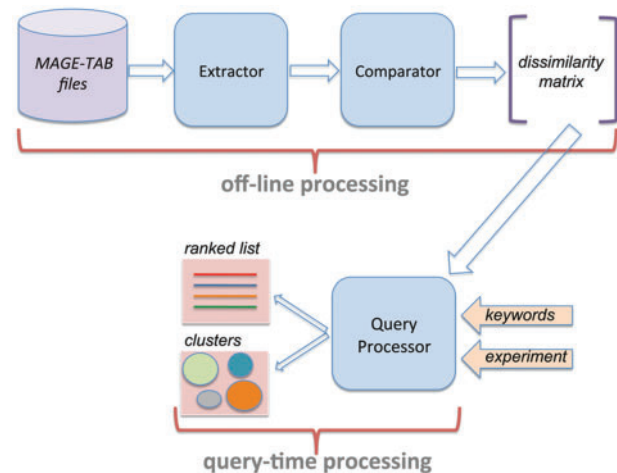 MAGE-TAB
files
Extractor
Comparator
dissimilarity
matrix
off-line processing
ranked list
clusters
Query
Processor
keywords
experiment
query-time processing